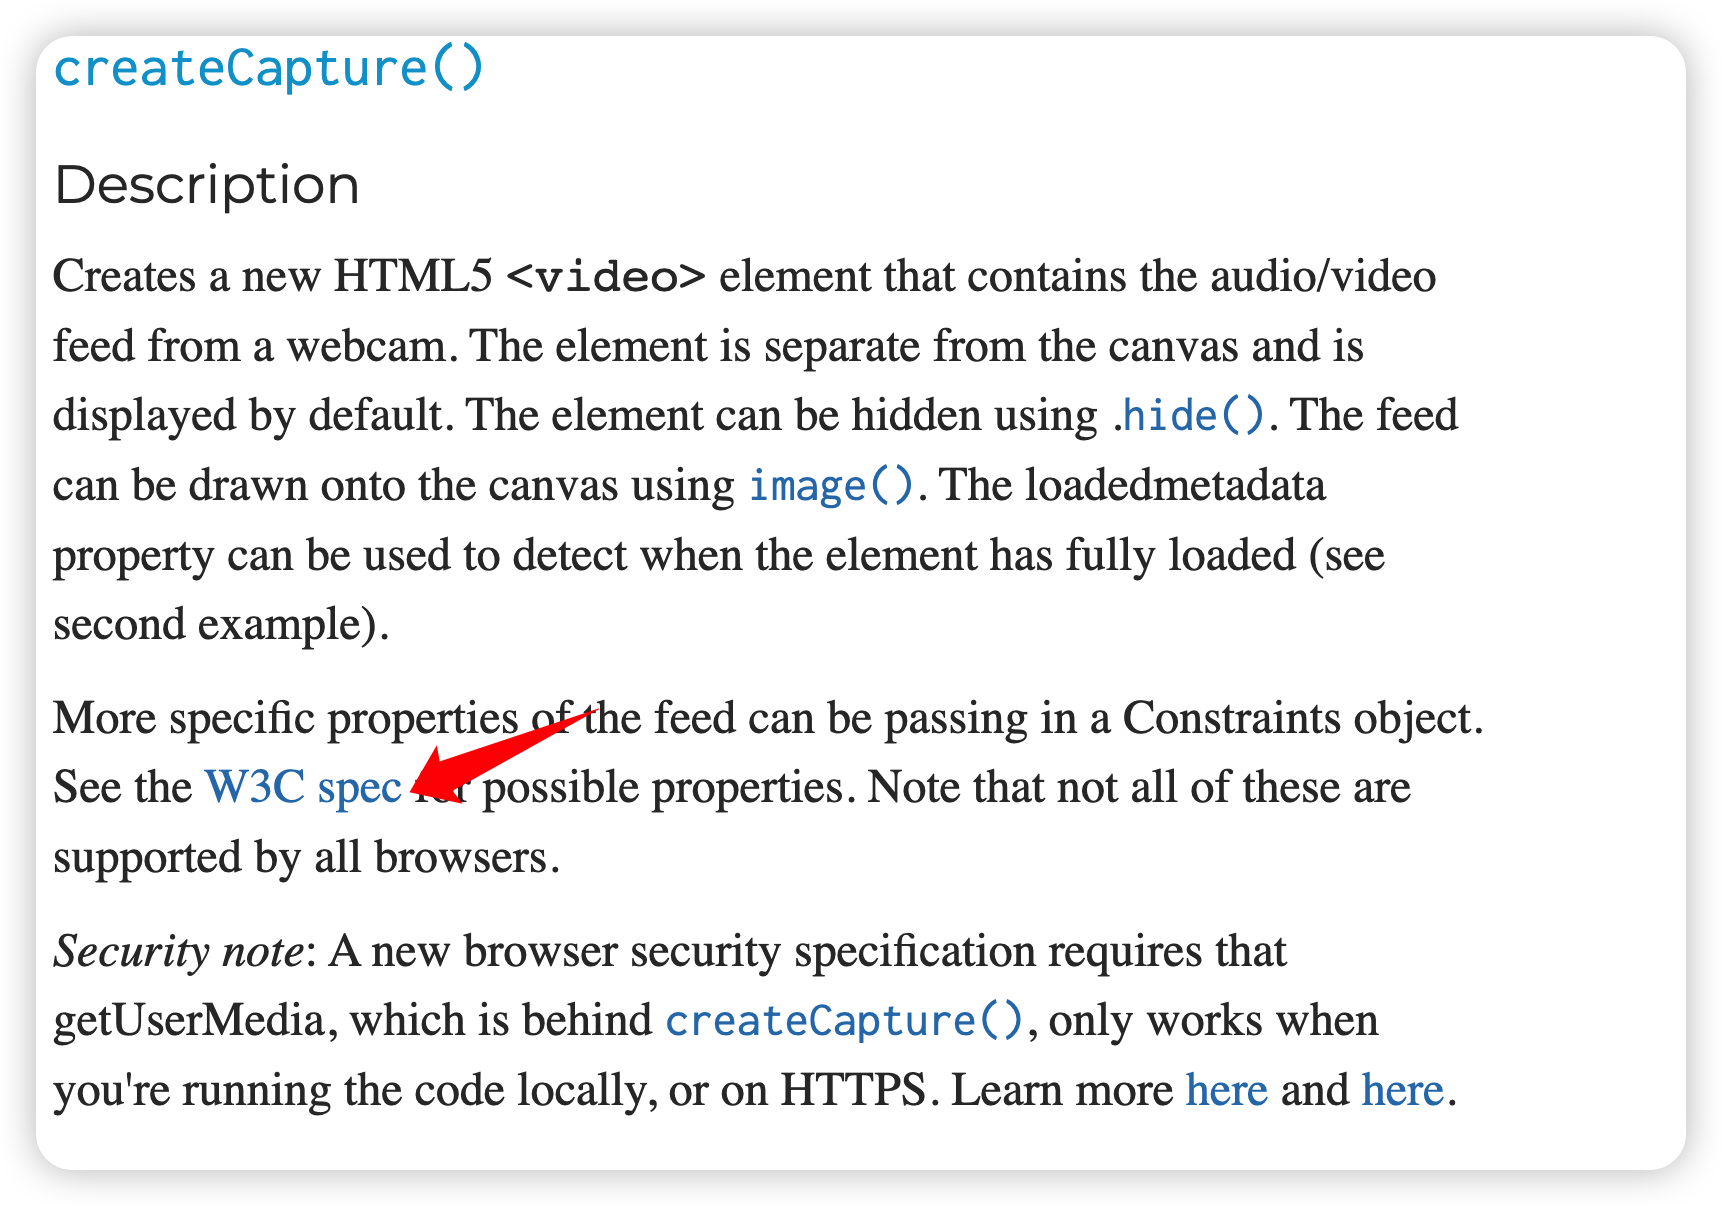 createCapture()
Description
Creates a new HTML5 <video> element that contains the audio/video
feed from a webcam. The element is separate from the canvas and is
displayed by default. The element can be hidden using .hide(). The feed
can be drawn onto the canvas using image(). The loadedmetadata
property can be used to detect when the element has fully loaded (see
second example).
More specific properties of the feed can be passing in a Constraints object.
See the W3C spec for possible properties. Note that not all of these are
supported by all browsers.
Security note: A new browser security specification requires that
getUserMedia, which is behind createCapture(), only works when
you're running the code locally, or on HTTPS. Learn more here and here.